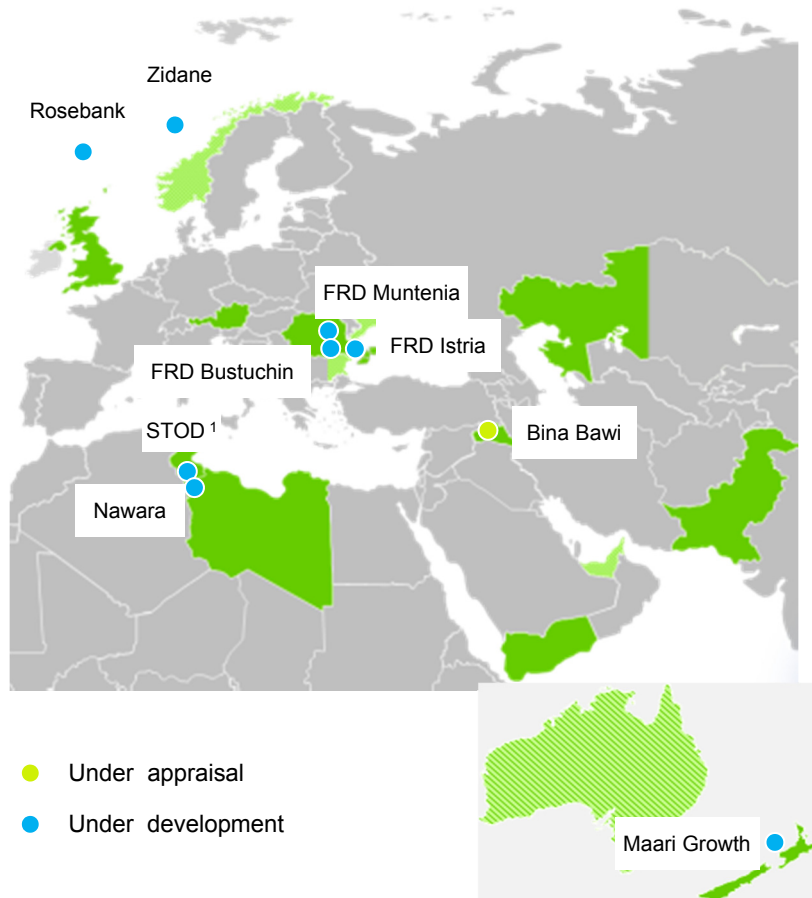 Zidane
Rosebank
FRD Muntenia
FRD Istria
FRD Bustuchin
STOD 1
Bina Bawi
Nawara
Under appraisal
Under development
Maari Growth